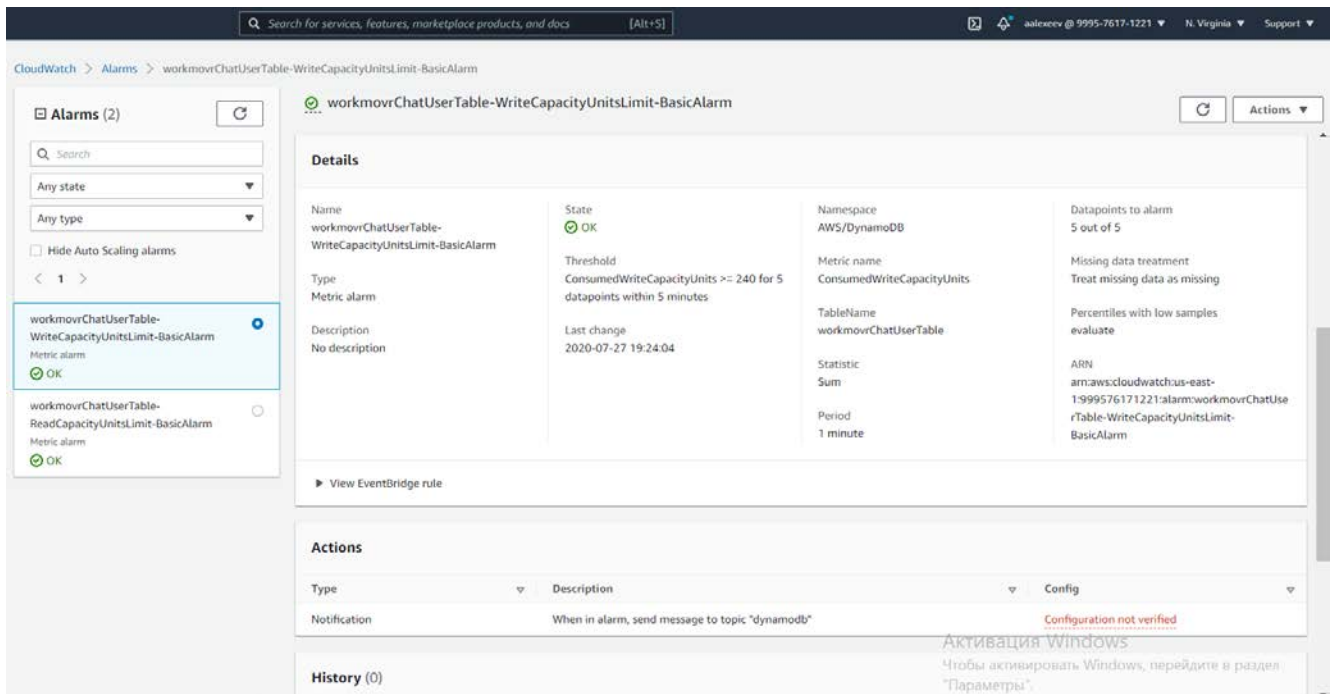 Search for services, features, marketplace products, and docs [Alt+S]
aalexeev @ 9995-7617-1221 ▼ N. Virginia ▼ Support ▼
CloudWatch > Alarms > workmovrChatUserTable-WriteCapacityUnitsLimit-BasicAlarm
Alarms (2)
Search
Any state
Any type
Hide Auto Scaling alarms
< 1 >
workmovrChatUserTable-
WriteCapacityUnitsLimit-BasicAlarm
Metric alarm
OK
workmovrChatUserTable-
ReadCapacityUnitsLimit-BasicAlarm
Metric alarm
OK
workmovrChatUserTable-WriteCapacityUnitsLimit-BasicAlarm
Actions ▼
Details
Name
workmovrChatUserTable-
WriteCapacityUnitsLimit-BasicAlarm
Type
Metric alarm
Description
No description
State
OK
Threshold
ConsumedWriteCapacityUnits >= 240 for 5
datapoints within 5 minutes
Last change
2020-07-27 19:24:04
Namespace
AWS/DynamoDB
Metric name
ConsumedWriteCapacityUnits
TableName
workmovrChatUserTable
Statistic
Sum
Period
1 minute
Datapoints to alarm
5 out of 5
Missing data treatment
Treat missing data as missing
Percentiles with low samples
evaluate
ARN
arn:aws:cloudwatch:us-east-
1:999576171221:alarm:workmovrChatUse
rTable-WriteCapacityUnitsLimit-
BasicAlarm
View EventBridge rule
Actions
Type Description Config
Notification When in alarm, send message to topic "dynamodb" Configuration not verified
Активация Windows
Чтобы активировать Windows, перейдите в раздел
"Параметры".
History (0)